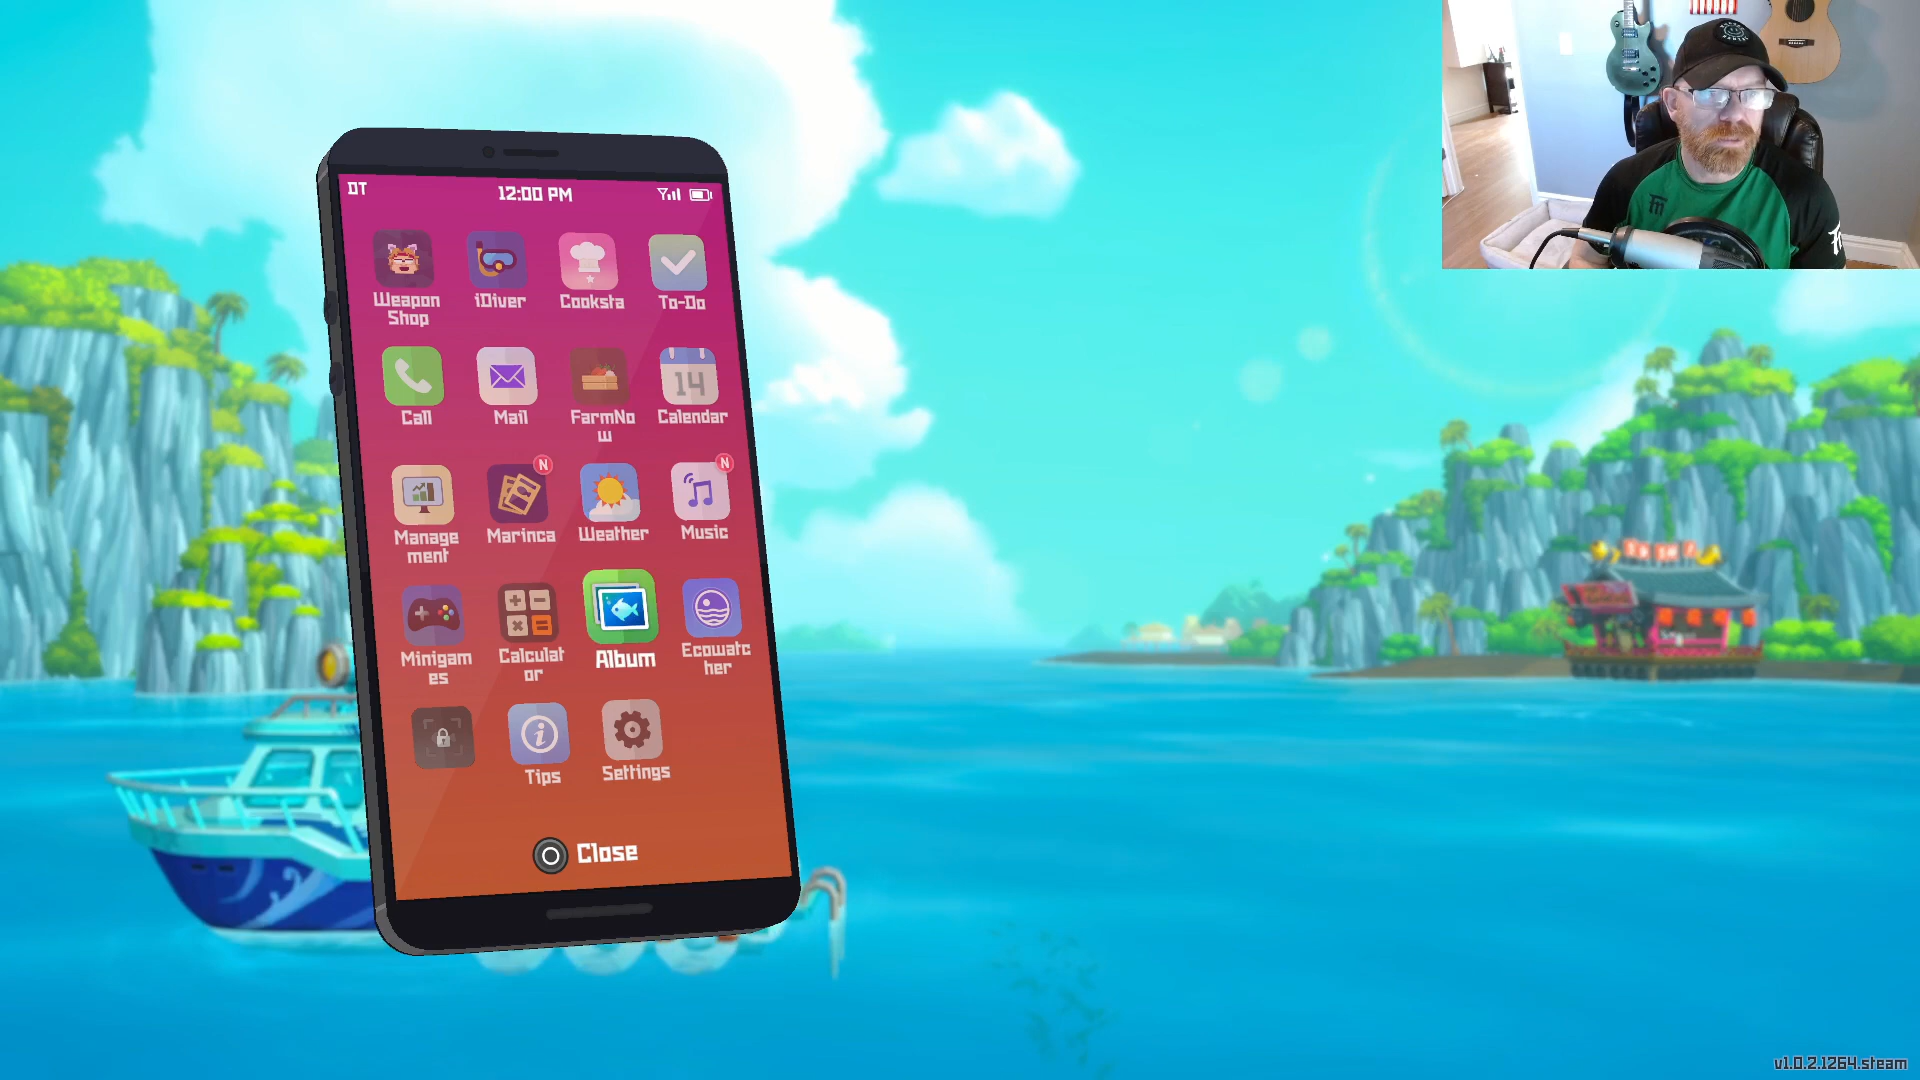 DT
12:00 PM
Weapon
Shop
iDiver
Cooksta
To-Do
Call
Mail
FarmNo
w
14
Calendar
Manage
ment
N
Marinca
Weather
N
Music
Minigam
es
Calculat
or
Album
Ecowatc
her
Tips
Settings
Close
v1.0.2.1264.steam